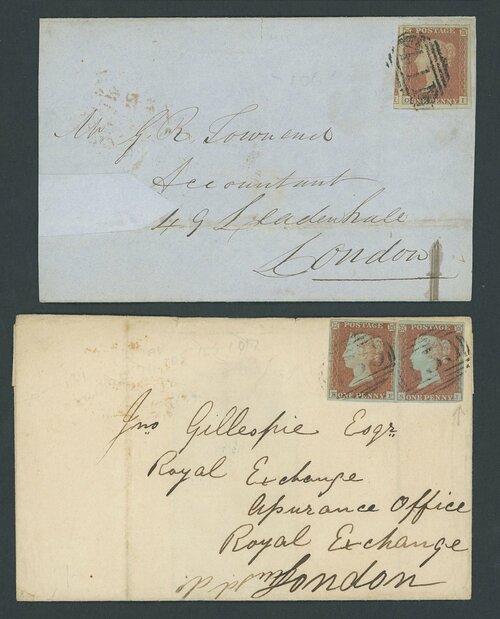 POSTAGE
ONE PENNY
Mr G. R. Townend
Accountant
49 Leadenhall
London
POSTAGE POSTAGE
ONE PENNY ONE PENNY
Jno Gillespie Esqr
Royal Exchange
Aſsurance Office
Royal Exchange
London